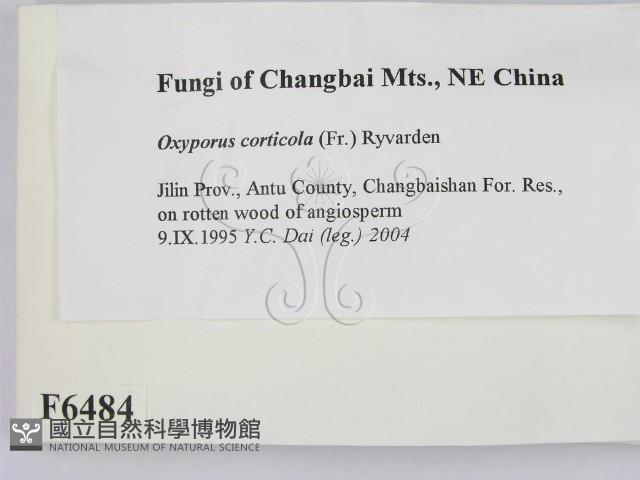 Fungi of Changbai Mts., NE China
Oxyporus corticola (Fr.) Ryvarden
Jilin Prov., Antu County, Changbaishan For. Res.,
on rotten wood of angiosperm
9.IX.1995 Y.C. Dai (leg.) 2004
F6484
國立自然科學博物館
NATIONAL MUSEUM OF NATURAL SCIENCE